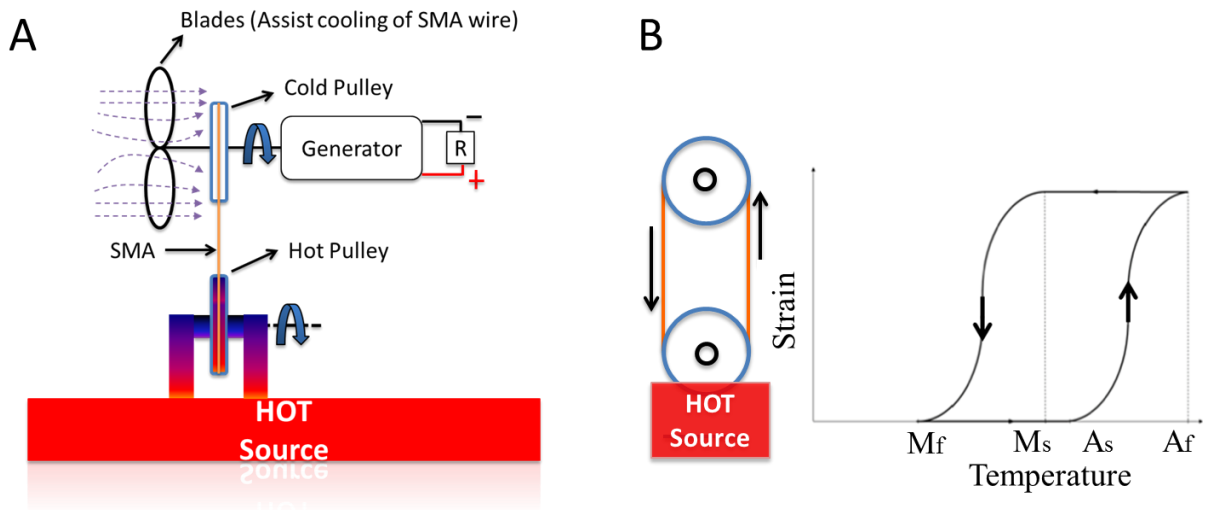 A
Blades (Assist cooling of SMA wire)
Cold Pulley
Generator
−
R
+
SMA
Hot Pulley
HOT
Source
B
HOT
Source
Strain
Mf
Ms
As
Af
Temperature